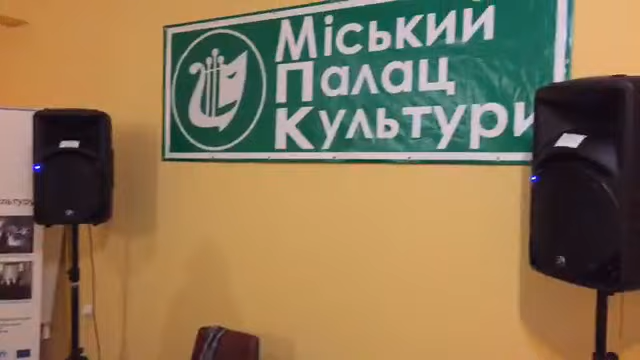 Міський
Палац
Культури